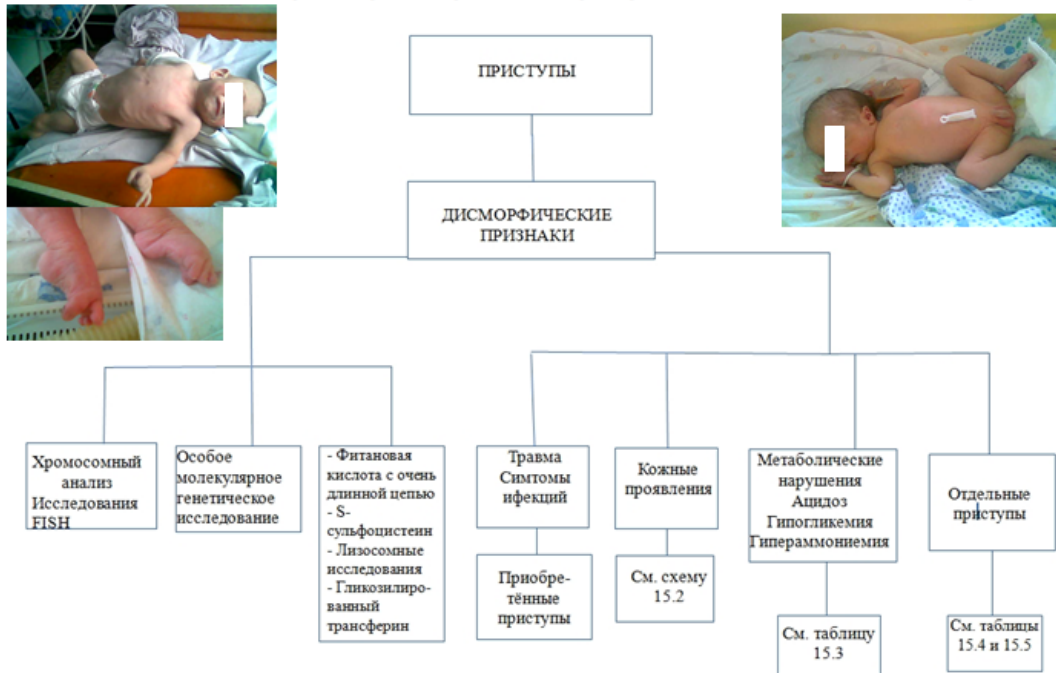 ПРИСТУПЫ
ДИСМОРФИЧЕСКИЕ
ПРИЗНАКИ
Хромосомный
анализ
Исследования
FISH
Особое
молекулярное
генетическое
исследование
- Фитановая
кислота с очень
длинной цепью
- S-
сульфоцистеин
- Лизосомные
исследования
- Гликозилиро-
ванный
трансферин
Травма
Симтомы
ифекций
Приобре-
тённые
приступы
Кожные
проявления
См. схему
15.2
Метаболические
нарушения
Ацидоз
Гипогликемия
Гипераммониемия
См. таблицу
15.3
Отдельные
приступы
См. таблицы
15.4 и 15.5